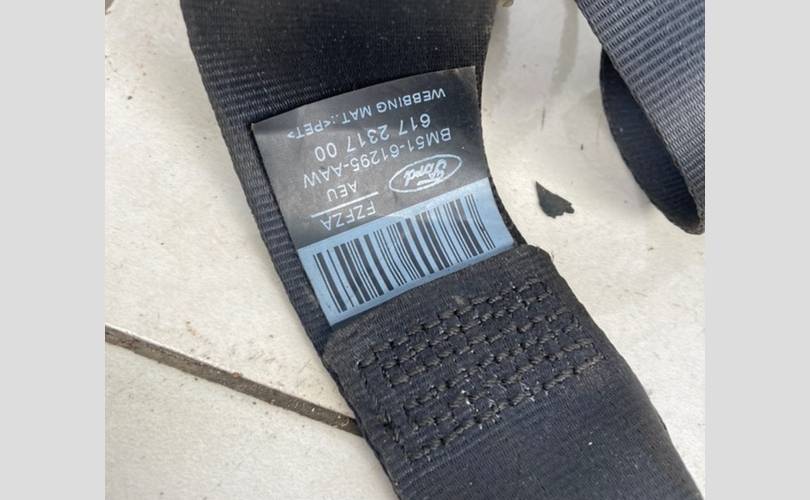 FZFZA
AEU
Ford
BM51-61295-AAW
617 2317 00
WEBBING MAT.:<PET>